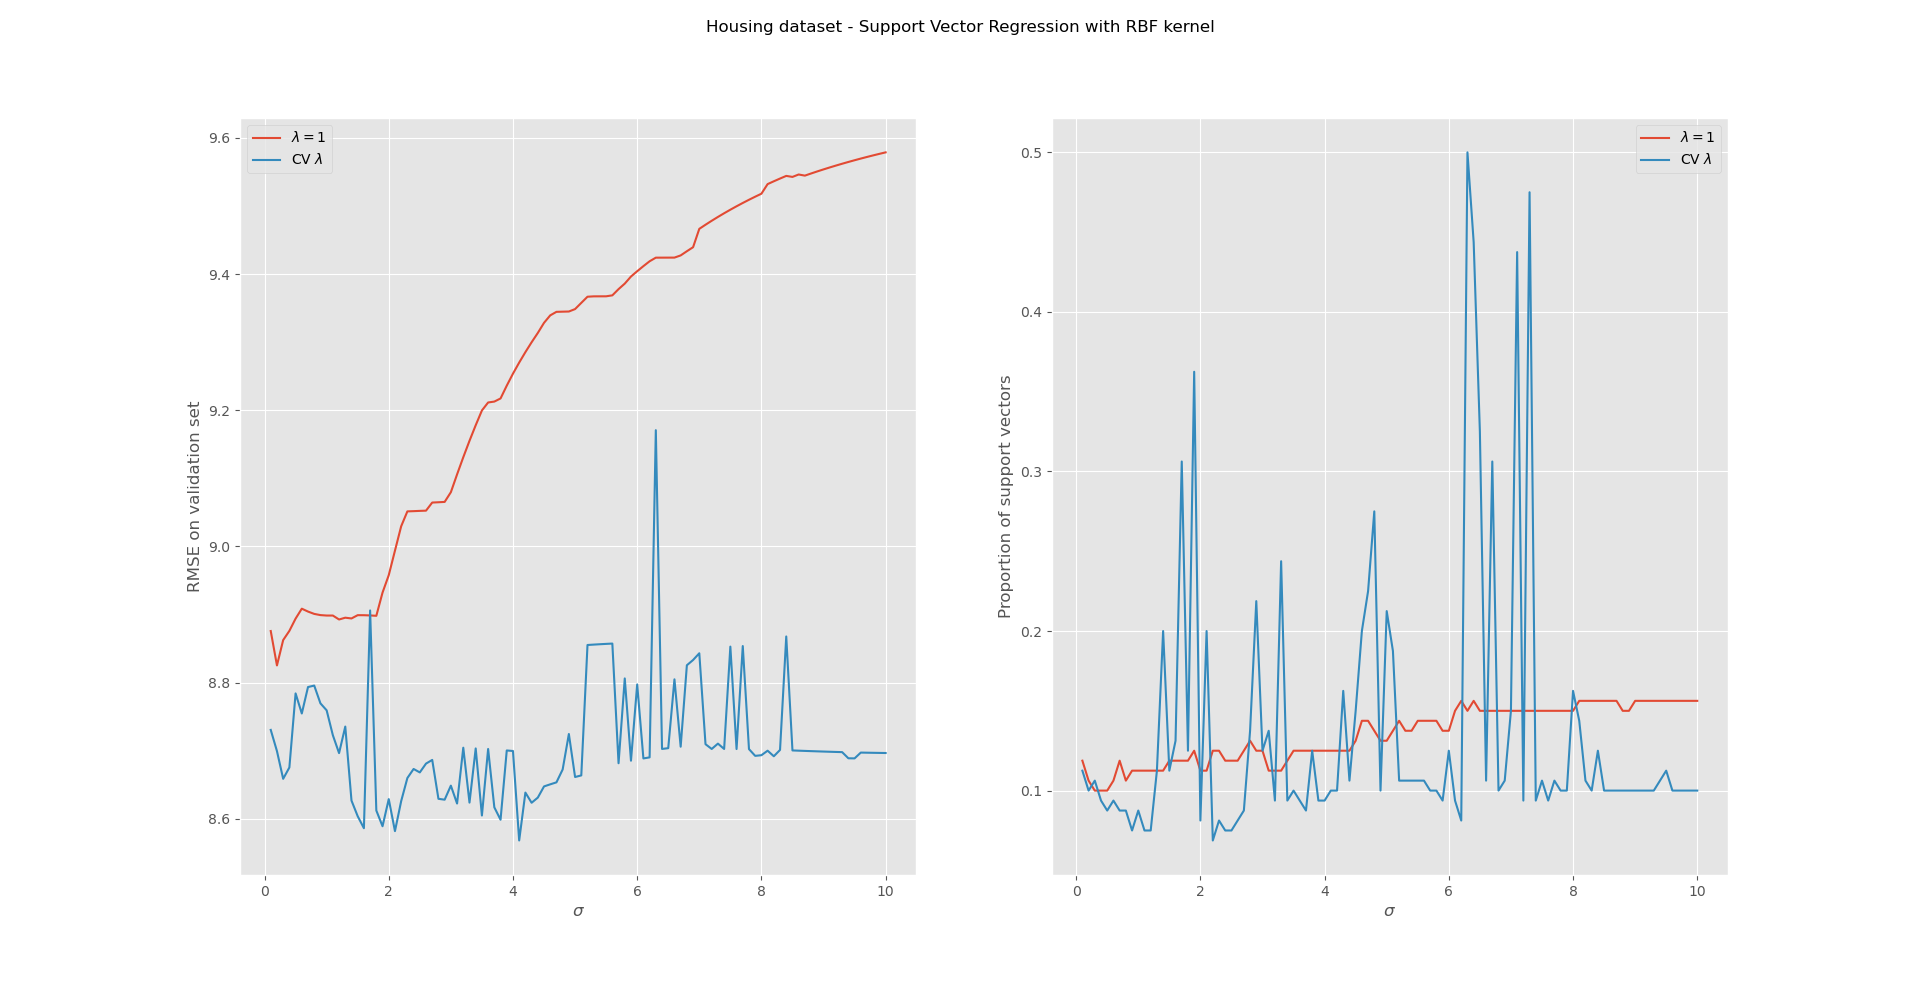 Housing dataset - Support Vector Regression with RBF kernel
λ = 1
CV λ
RMSE on validation set
9.6
9.4
9.2
9.0
8.8
8.6
0 2 4 6 8 10
σ
λ = 1
CV λ
Proportion of support vectors
0.5
0.4
0.3
0.2
0.1
0 2 4 6 8 10
σ